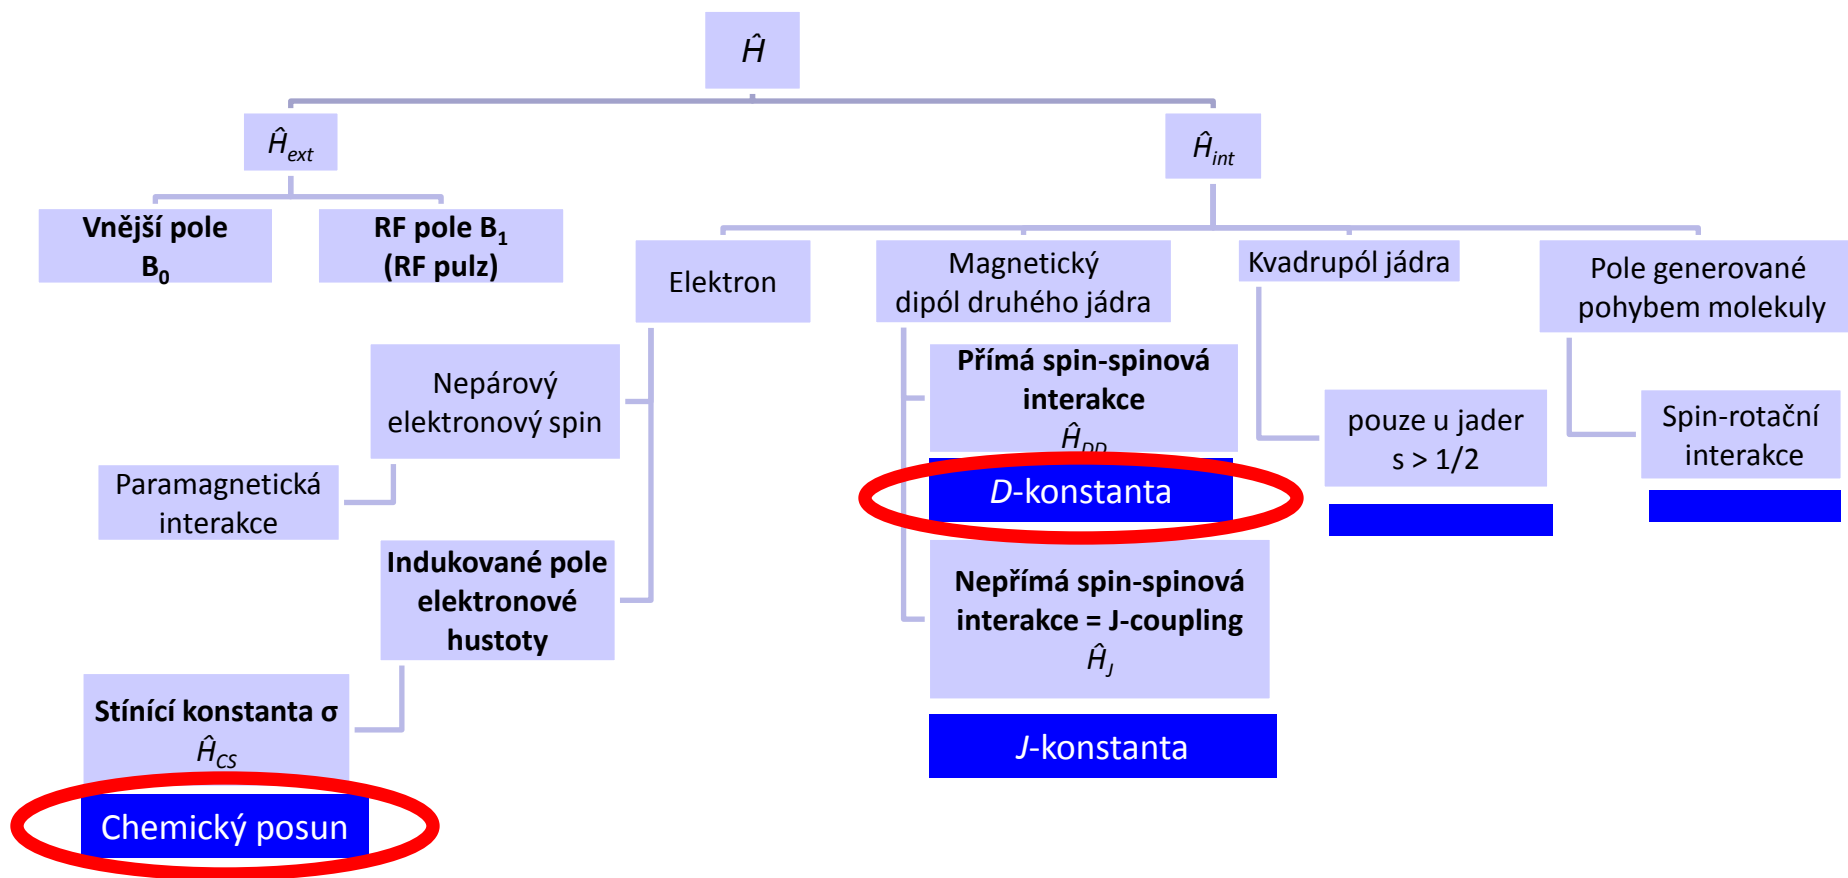 Ĥ
Ĥext
Ĥint
Vnější pole
B0
RF pole B1
(RF pulz)
Elektron
Magnetický
dipól druhého jádra
Kvadrupól jádra
Pole generované
pohybem molekuly
Nepárový
elektronový spin
Paramagnetická
interakce
Indukované pole
elektronové
hustoty
Stínící konstanta σ
ĤCS
Chemický posun
Přímá spin-spinová
interakce
ĤDD
D-konstanta
Nepřímá spin-spinová
interakce = J-coupling
ĤJ
J-konstanta
pouze u jader
s > 1/2
Spin-rotační
interakce